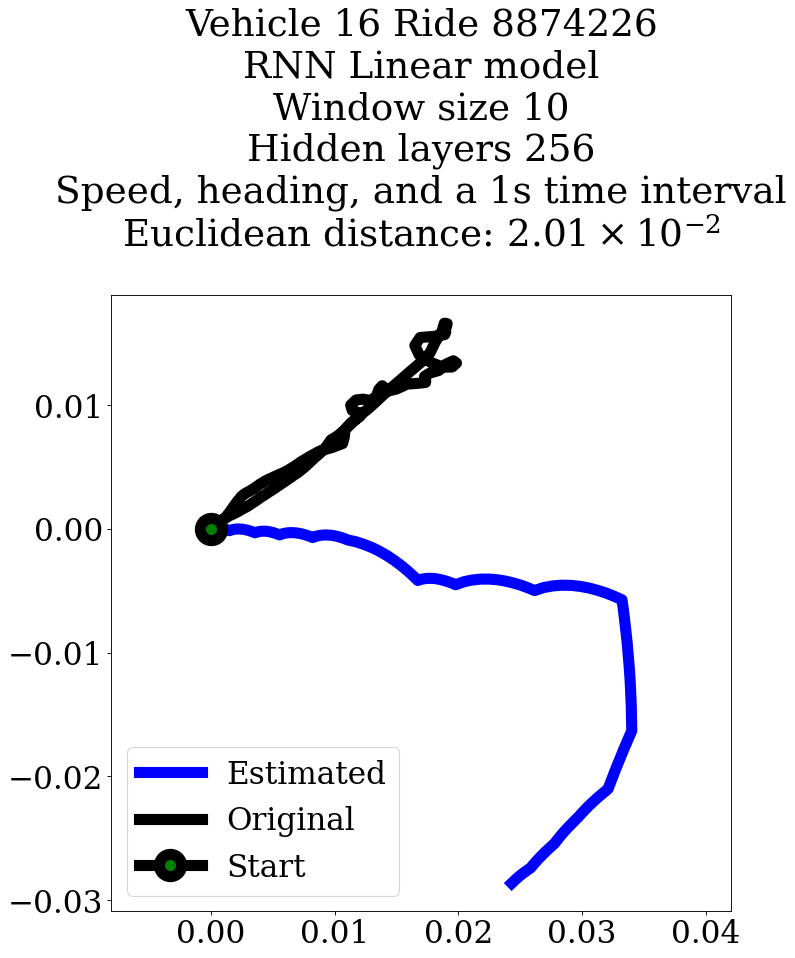 Vehicle 16 Ride 8874226
RNN Linear model
Window size 10
Hidden layers 256
Speed, heading, and a 1s time interval
Euclidean distance: 2.01 × 10⁻²
0.01
0.00
−0.01
−0.02
−0.03
Estimated
Original
Start
0.00 0.01 0.02 0.03 0.04